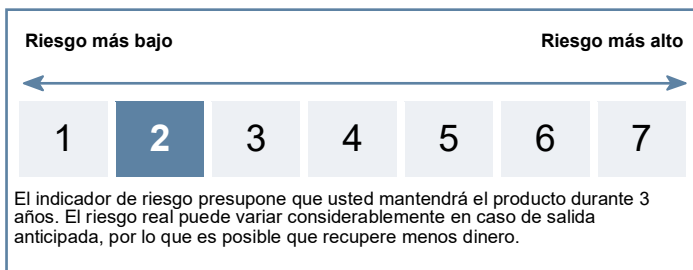 Riesgo más bajo Riesgo más alto
1 2 3 4 5 6 7
El indicador de riesgo presupone que usted mantendrá el producto durante 3
años. El riesgo real puede variar considerablemente en caso de salida
anticipada, por lo que es posible que recupere menos dinero.